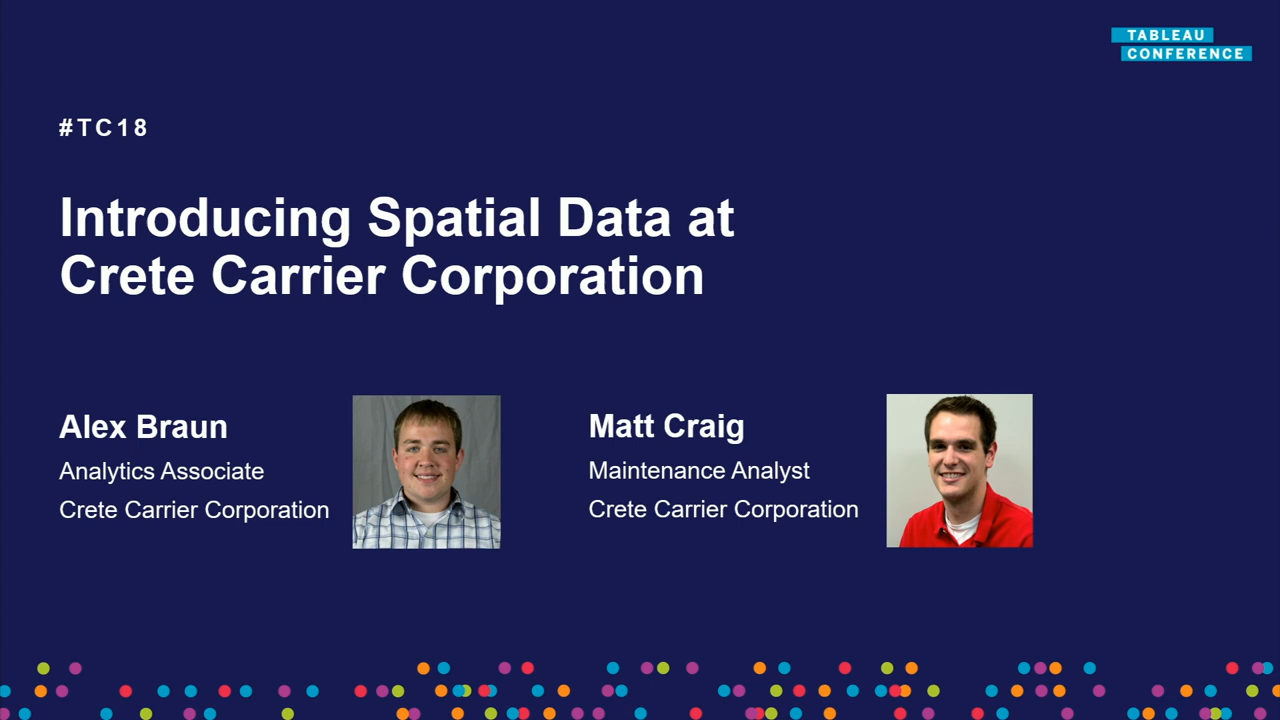 TABLEAU
CONFERENCE
#TC18
Introducing Spatial Data at
Crete Carrier Corporation
Alex Braun
Analytics Associate
Crete Carrier Corporation
Matt Craig
Maintenance Analyst
Crete Carrier Corporation